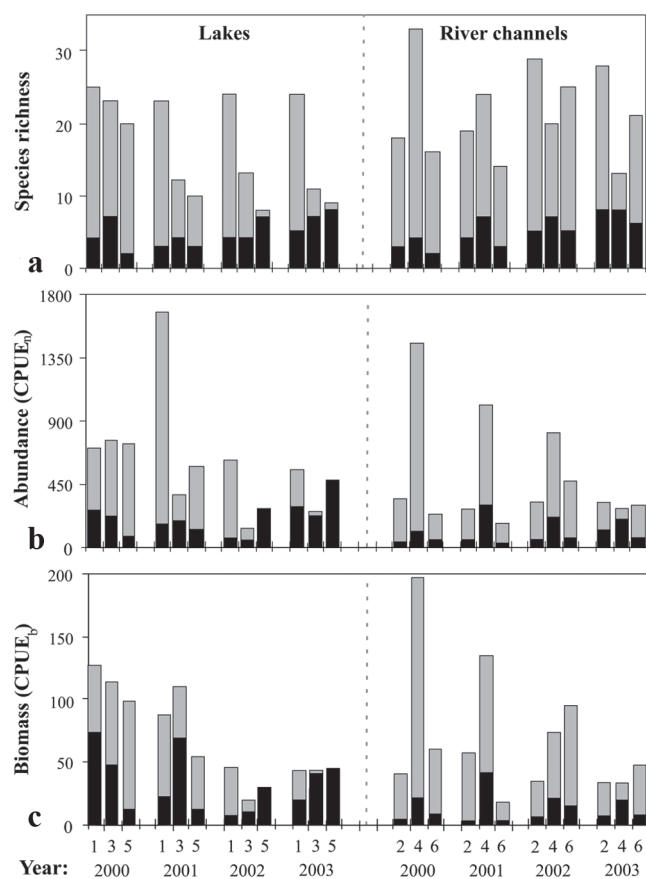 Lakes River channels
30
20
10
0
Species richness
a
1800
1350
900
450
0
Abundance (CPUEn)
b
200
150
100
50
0
Biomass (CPUEb)
c
1 3 5 1 3 5 1 3 5 1 3 5 2 4 6 2 4 6 2 4 6 2 4 6
Year: 2000 2001 2002 2003 2000 2001 2002 2003